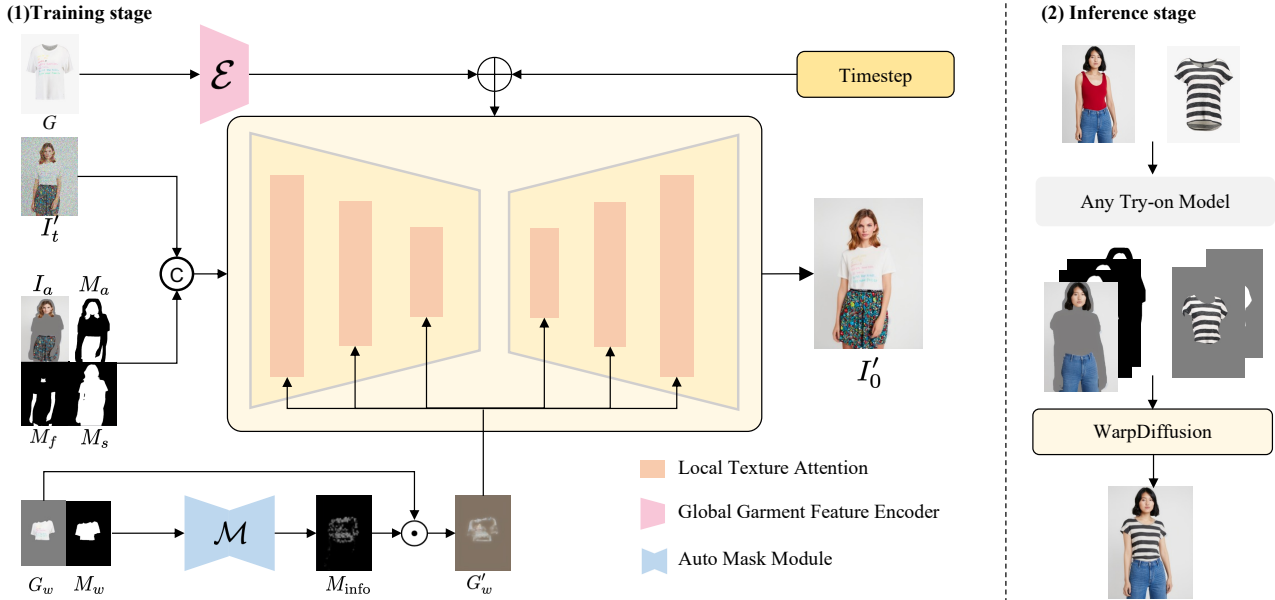 (1)Training stage
(2) Inference stage
G
ℰ
Timestep
I′_t
C
I_a M_a
M_f M_s
I′_0
G_w M_w
ℳ
M_info
G′_w
Local Texture Attention
Global Garment Feature Encoder
Auto Mask Module
Any Try-on Model
WarpDiffusion